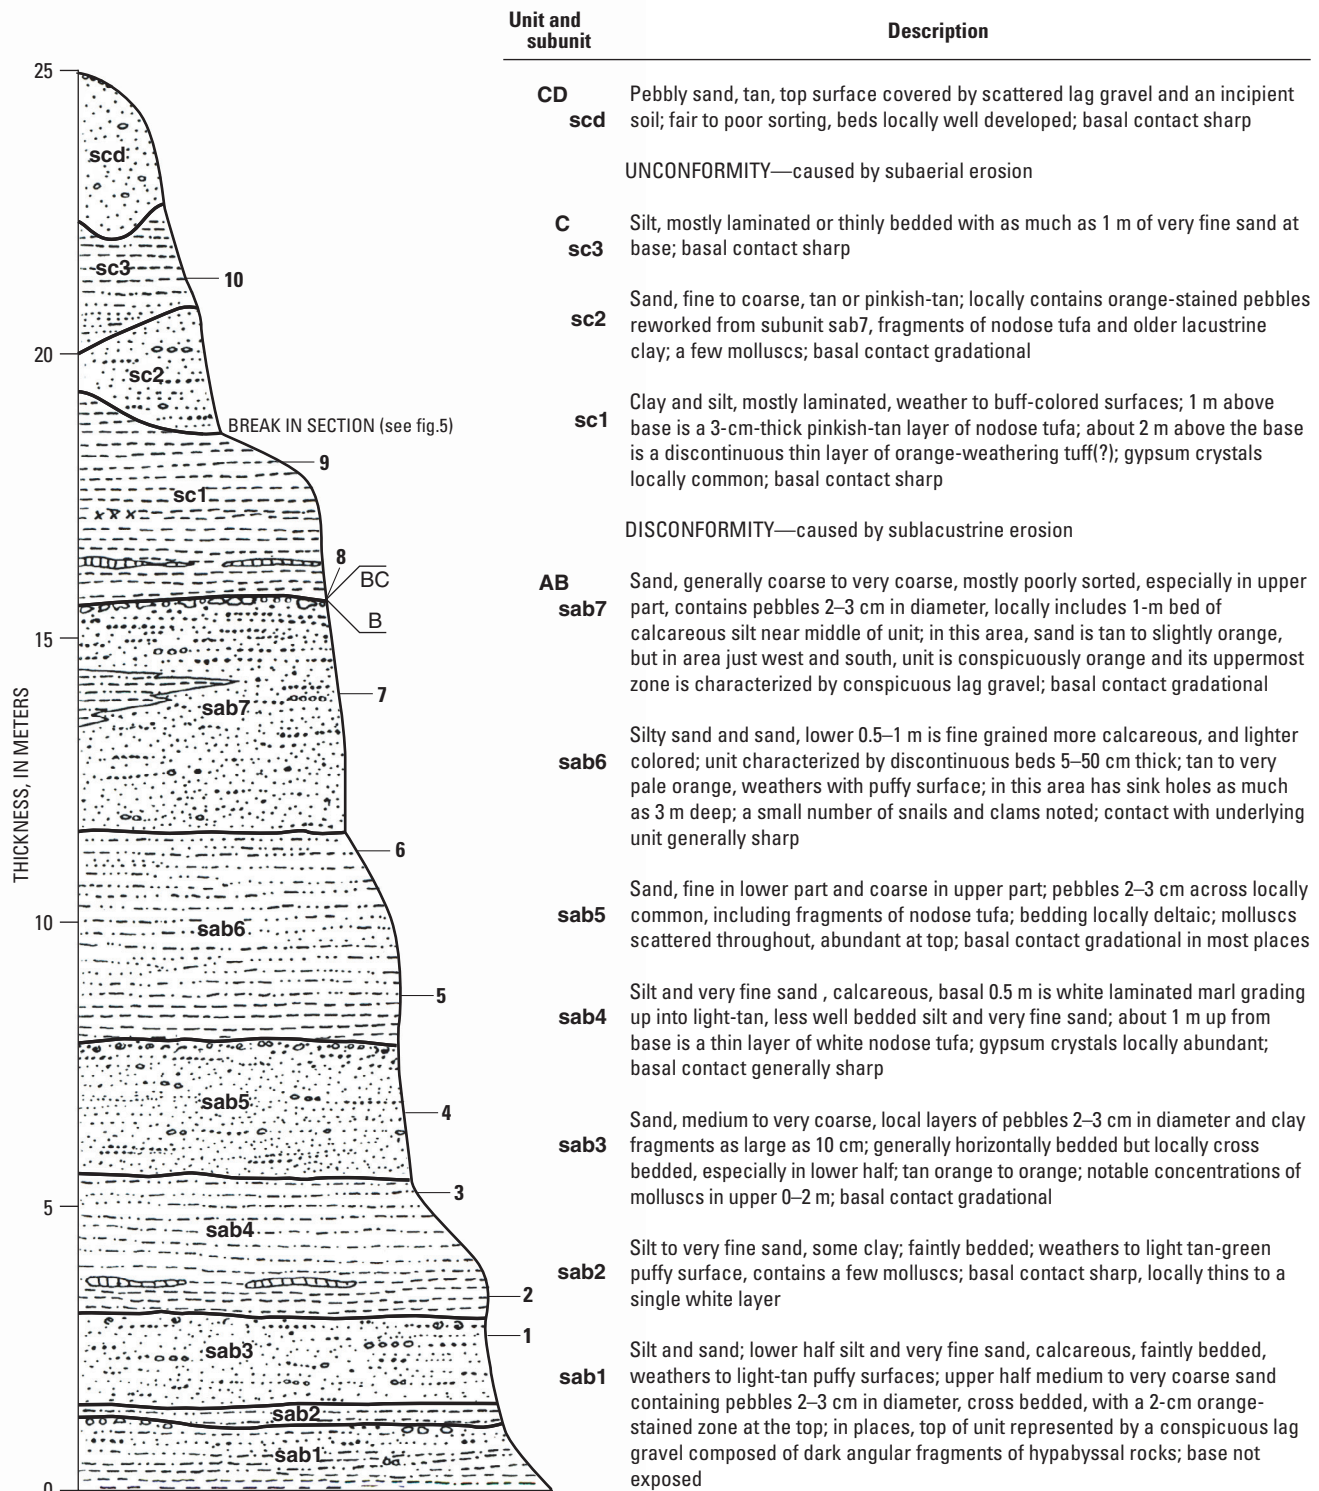 Unit and
subunit
Description
CD
scd
Pebbly sand, tan, top surface covered by scattered lag gravel and an incipient
soil; fair to poor sorting, beds locally well developed; basal contact sharp
UNCONFORMITY—caused by subaerial erosion
C
sc3
Silt, mostly laminated or thinly bedded with as much as 1 m of very fine sand at
base; basal contact sharp
sc2
Sand, fine to coarse, tan or pinkish-tan; locally contains orange-stained pebbles
reworked from subunit sab7, fragments of nodose tufa and older lacustrine
clay; a few molluscs; basal contact gradational
sc1
Clay and silt, mostly laminated, weather to buff-colored surfaces; 1 m above
base is a 3-cm-thick pinkish-tan layer of nodose tufa; about 2 m above the base
is a discontinuous thin layer of orange-weathering tuff(?); gypsum crystals
locally common; basal contact sharp
DISCONFORMITY—caused by sublacustrine erosion
AB
sab7
Sand, generally coarse to very coarse, mostly poorly sorted, especially in upper
part, contains pebbles 2–3 cm in diameter, locally includes 1-m bed of
calcareous silt near middle of unit; in this area, sand is tan to slightly orange,
but in area just west and south, unit is conspicuously orange and its uppermost
zone is characterized by conspicuous lag gravel; basal contact gradational
sab6
Silty sand and sand, lower 0.5–1 m is fine grained more calcareous, and lighter
colored; unit characterized by discontinuous beds 5–50 cm thick; tan to very
pale orange, weathers with puffy surface; in this area has sink holes as much
as 3 m deep; a small number of snails and clams noted; contact with underlying
unit generally sharp
sab5
Sand, fine in lower part and coarse in upper part; pebbles 2–3 cm across locally
common, including fragments of nodose tufa; bedding locally deltaic; molluscs
scattered throughout, abundant at top; basal contact gradational in most places
sab4
Silt and very fine sand , calcareous, basal 0.5 m is white laminated marl grading
up into light-tan, less well bedded silt and very fine sand; about 1 m up from
base is a thin layer of white nodose tufa; gypsum crystals locally abundant;
basal contact generally sharp
sab3
Sand, medium to very coarse, local layers of pebbles 2–3 cm in diameter and clay
fragments as large as 10 cm; generally horizontally bedded but locally cross
bedded, especially in lower half; tan orange to orange; notable concentrations of
molluscs in upper 0–2 m; basal contact gradational
sab2
Silt to very fine sand, some clay; faintly bedded; weathers to light tan-green
puffy surface, contains a few molluscs; basal contact sharp, locally thins to a
single white layer
sab1
Silt and sand; lower half silt and very fine sand, calcareous, faintly bedded,
weathers to light-tan puffy surfaces; upper half medium to very coarse sand
containing pebbles 2–3 cm in diameter, cross bedded, with a 2-cm orange-
stained zone at the top; in places, top of unit represented by a conspicuous lag
gravel composed of dark angular fragments of hypabyssal rocks; base not
exposed
THICKNESS, IN METERS
25
20
15
10
5
0
scd
sc3
10
sc2
BREAK IN SECTION (see fig.5)
9
sc1
x x x
8
BC
B
sab7
7
6
sab6
5
sab5
4
3
sab4
2
1
sab3
sab2
sab1